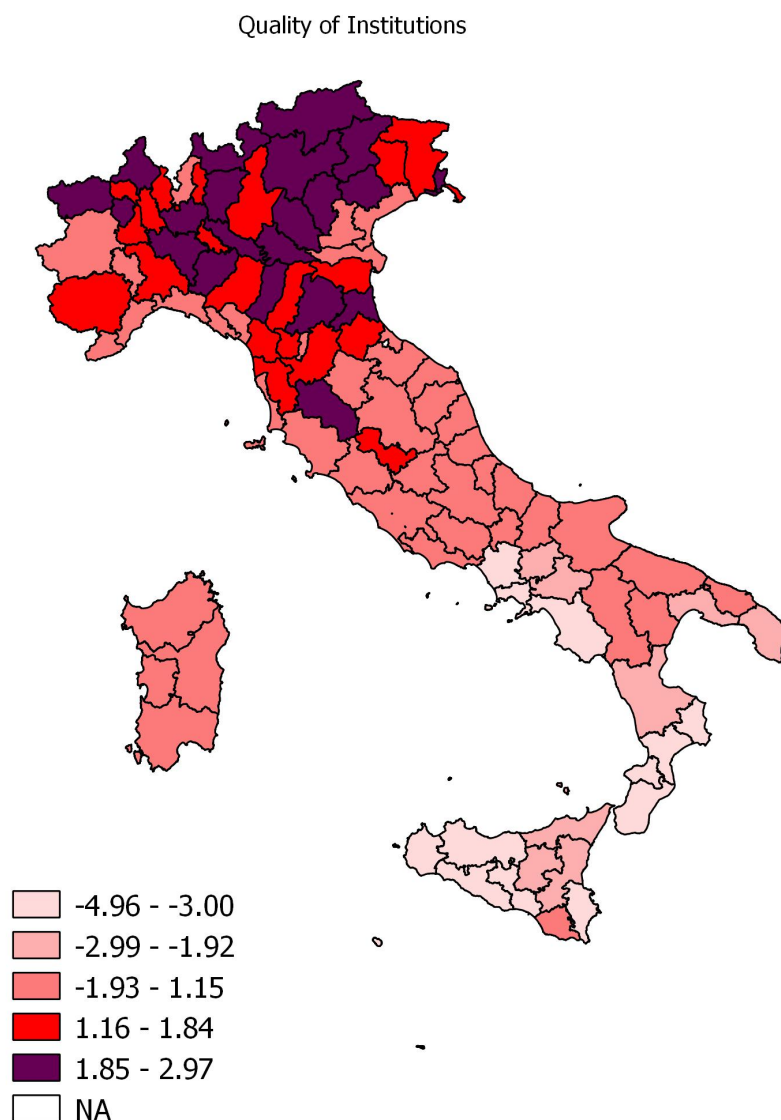 Quality of Institutions
-4.96 - -3.00
-2.99 - -1.92
-1.93 - 1.15
1.16 - 1.84
1.85 - 2.97
NA